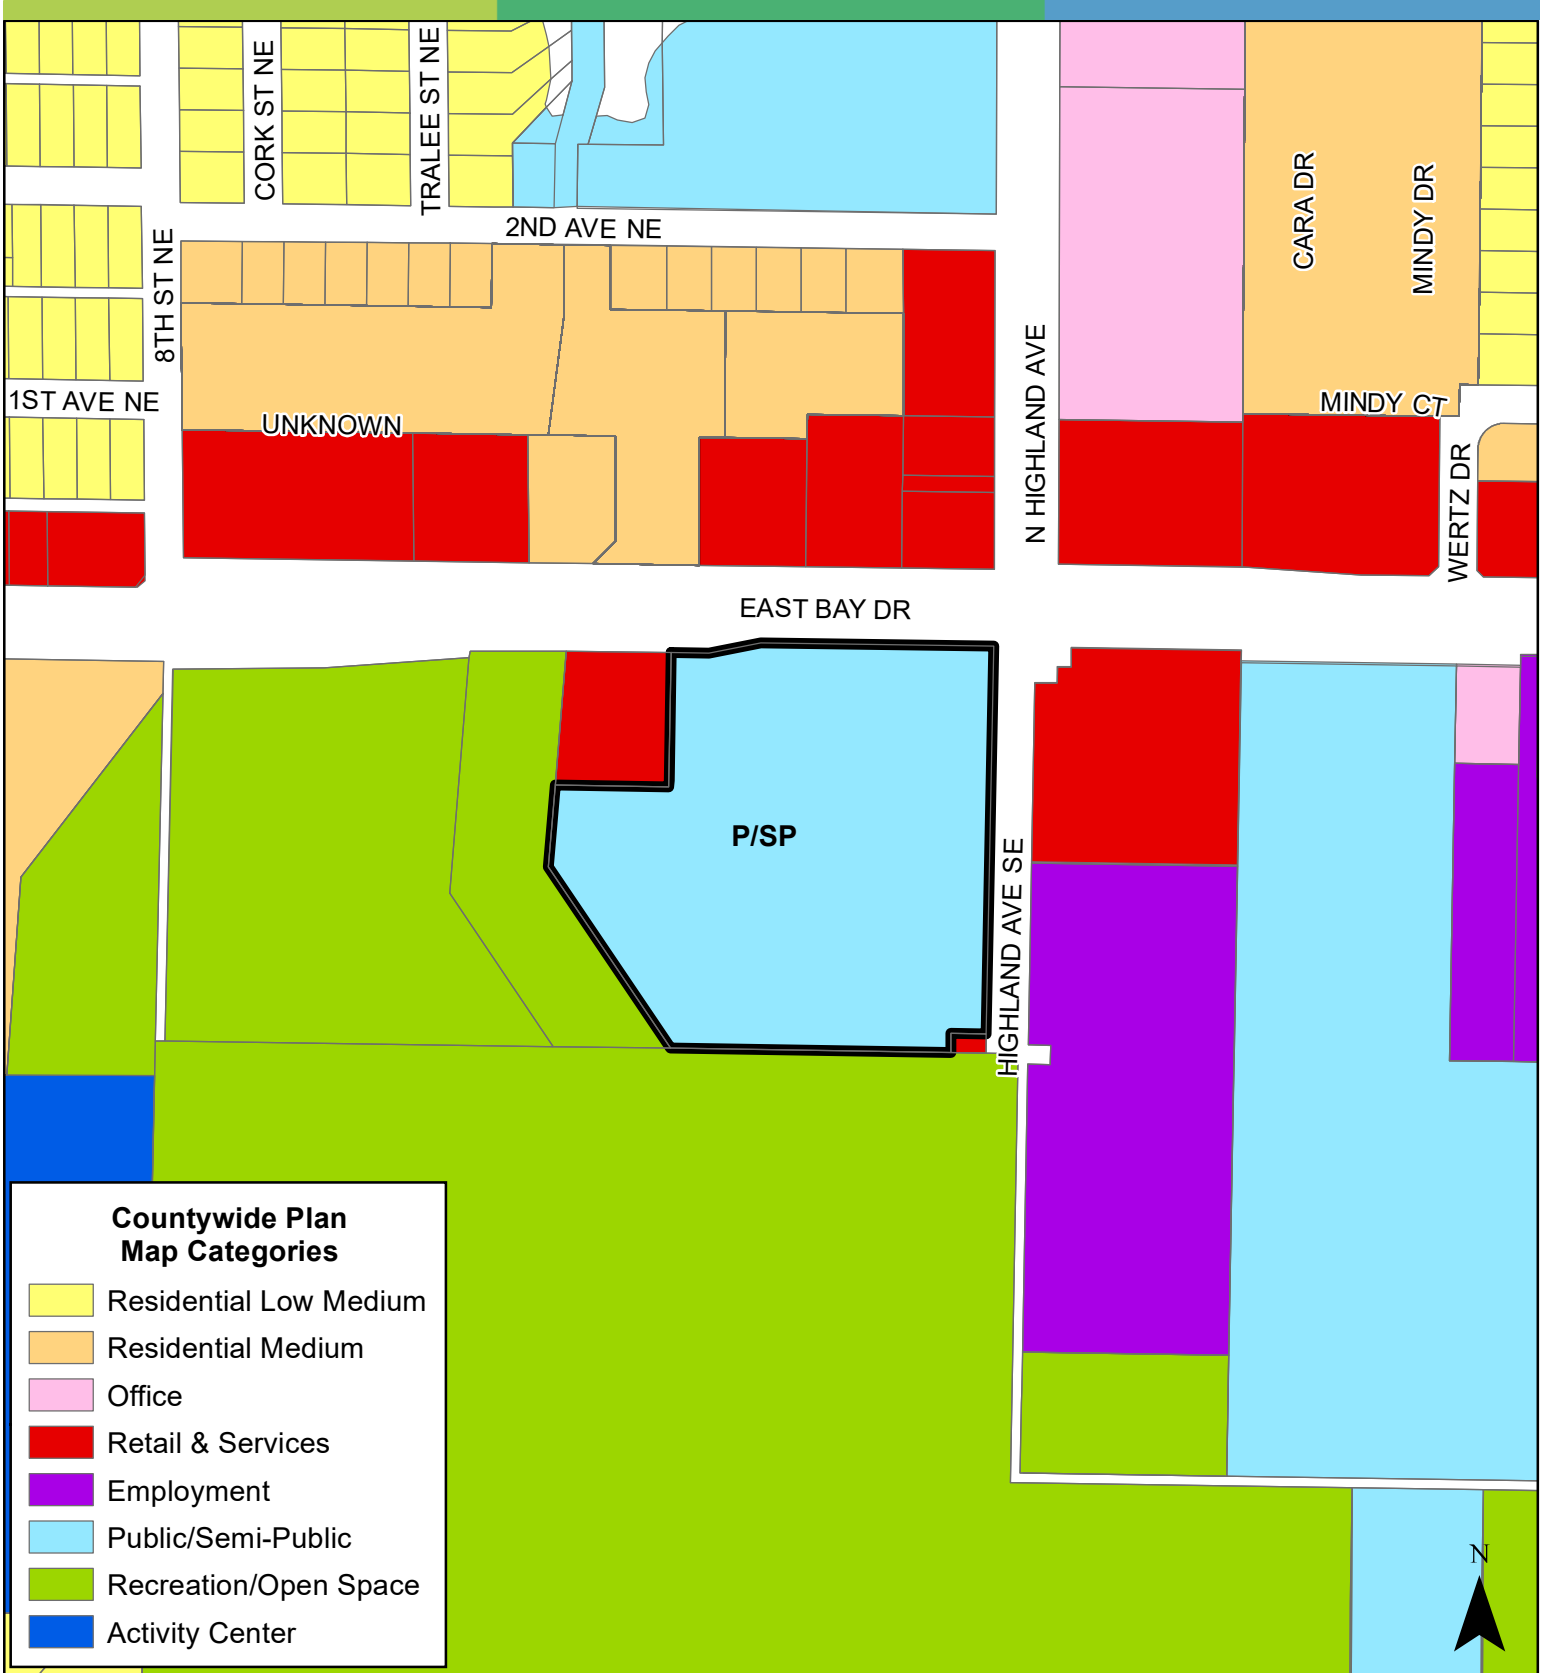 CORK ST NE
TRALEE ST NE
2ND AVE NE
8TH ST NE
CARA DR
MINDY DR
1ST AVE NE
UNKNOWN
N HIGHLAND AVE
MINDY CT
WERTZ DR
EAST BAY DR
P/SP
HIGHLAND AVE SE
Countywide Plan
Map Categories
Residential Low Medium
Residential Medium
Office
Retail & Services
Employment
Public/Semi-Public
Recreation/Open Space
Activity Center
N